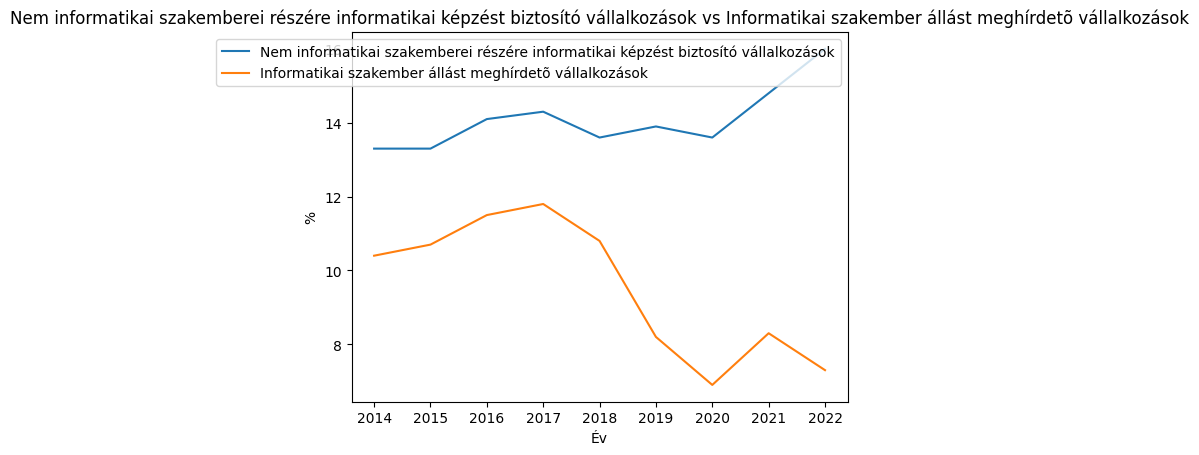 Nem informatikai szakemberei részére informatikai képzést biztosító vállalkozások vs Informatikai szakember állást meghírdetõ vállalkozások
Nem informatikai szakemberei részére informatikai képzést biztosító vállalkozások
Informatikai szakember állást meghírdetõ vállalkozások
16
14
12
10
8
%
2014 2015 2016 2017 2018 2019 2020 2021 2022
Év